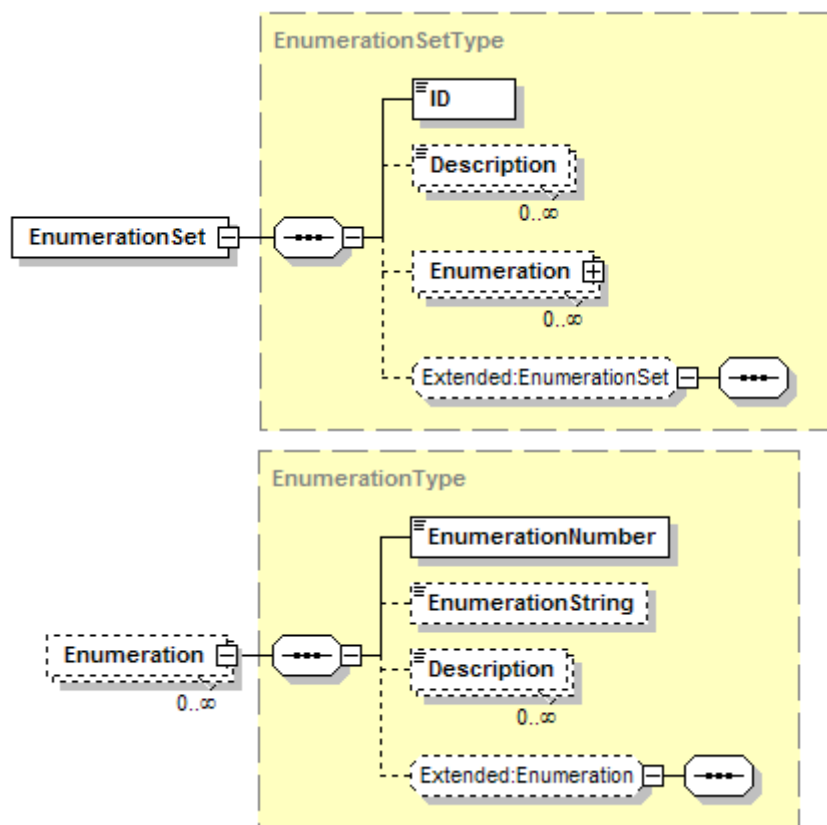 EnumerationSetType
ID
Description
0..∞
EnumerationSet
Enumeration
0..∞
Extended:EnumerationSet
EnumerationType
EnumerationNumber
EnumerationString
Enumeration
0..∞
Description
0..∞
Extended:Enumeration